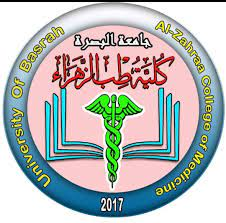 جامعة البصرة
كلية طب الزهراء
University Of Basrah
Al-Zahraa College of Medicine
2017